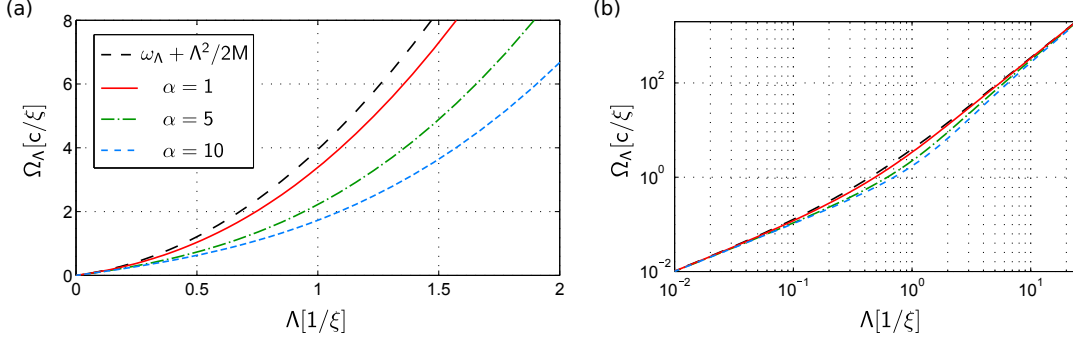 (a)
8
6
4
2
0
Ω_Λ[c/ξ]
ω_Λ + Λ²/2M
α = 1
α = 5
α = 10
0 0.5 1 1.5 2
Λ[1/ξ]
(b)
10²
10⁰
10⁻²
Ω_Λ[c/ξ]
10⁻² 10⁻¹ 10⁰ 10¹
Λ[1/ξ]